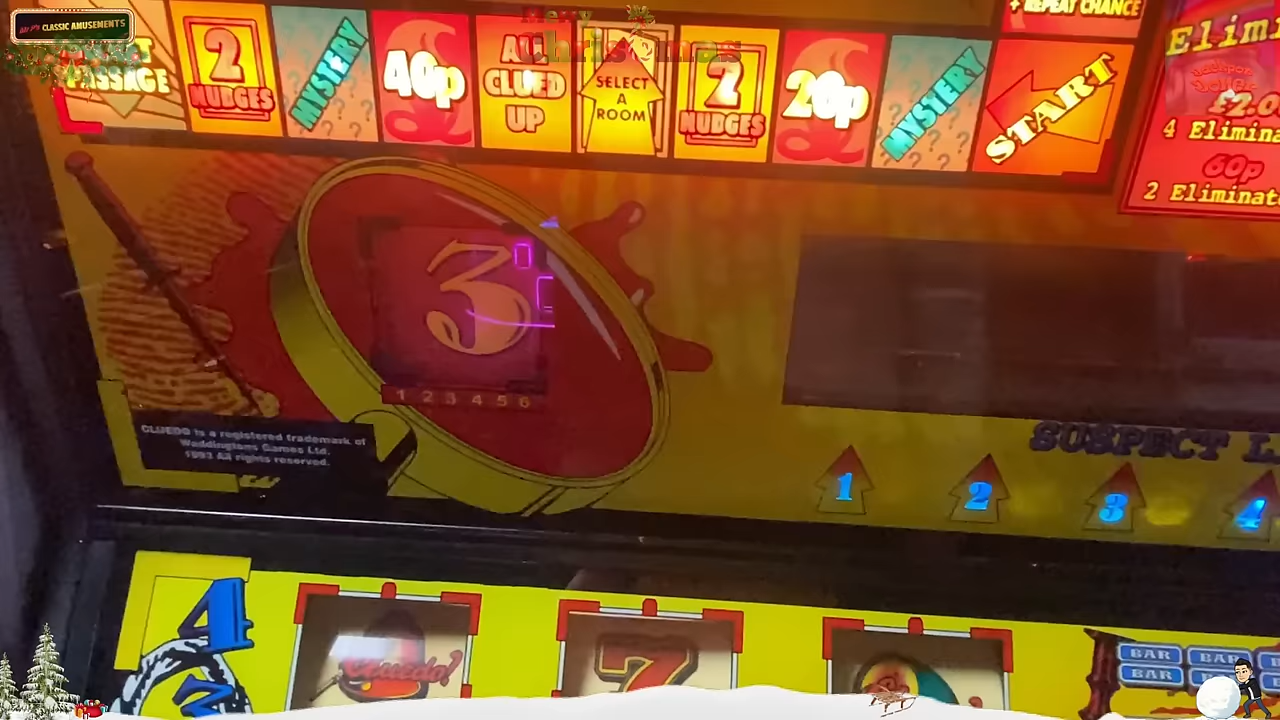 CLASSIC AMUSEMENTS
Merry
Christmas
PASSAGE
2
NUDGES
MYSTERY
40p
ALL
CLUED
UP
SELECT
A
ROOM
2
NUDGES
20p
MYSTERY
+ REPEAT CHANCE
START
Elimi
£2.0
4 Elimina
60p
2 Eliminat
3
1 2 3 4 5 6
CLUEDO is a registered trademark of
Waddingtons Games Ltd.
1993 All rights reserved.
SUSPECT L
1
2
3
4
4
3
Cluedo?
7
BAR BAR
BAR